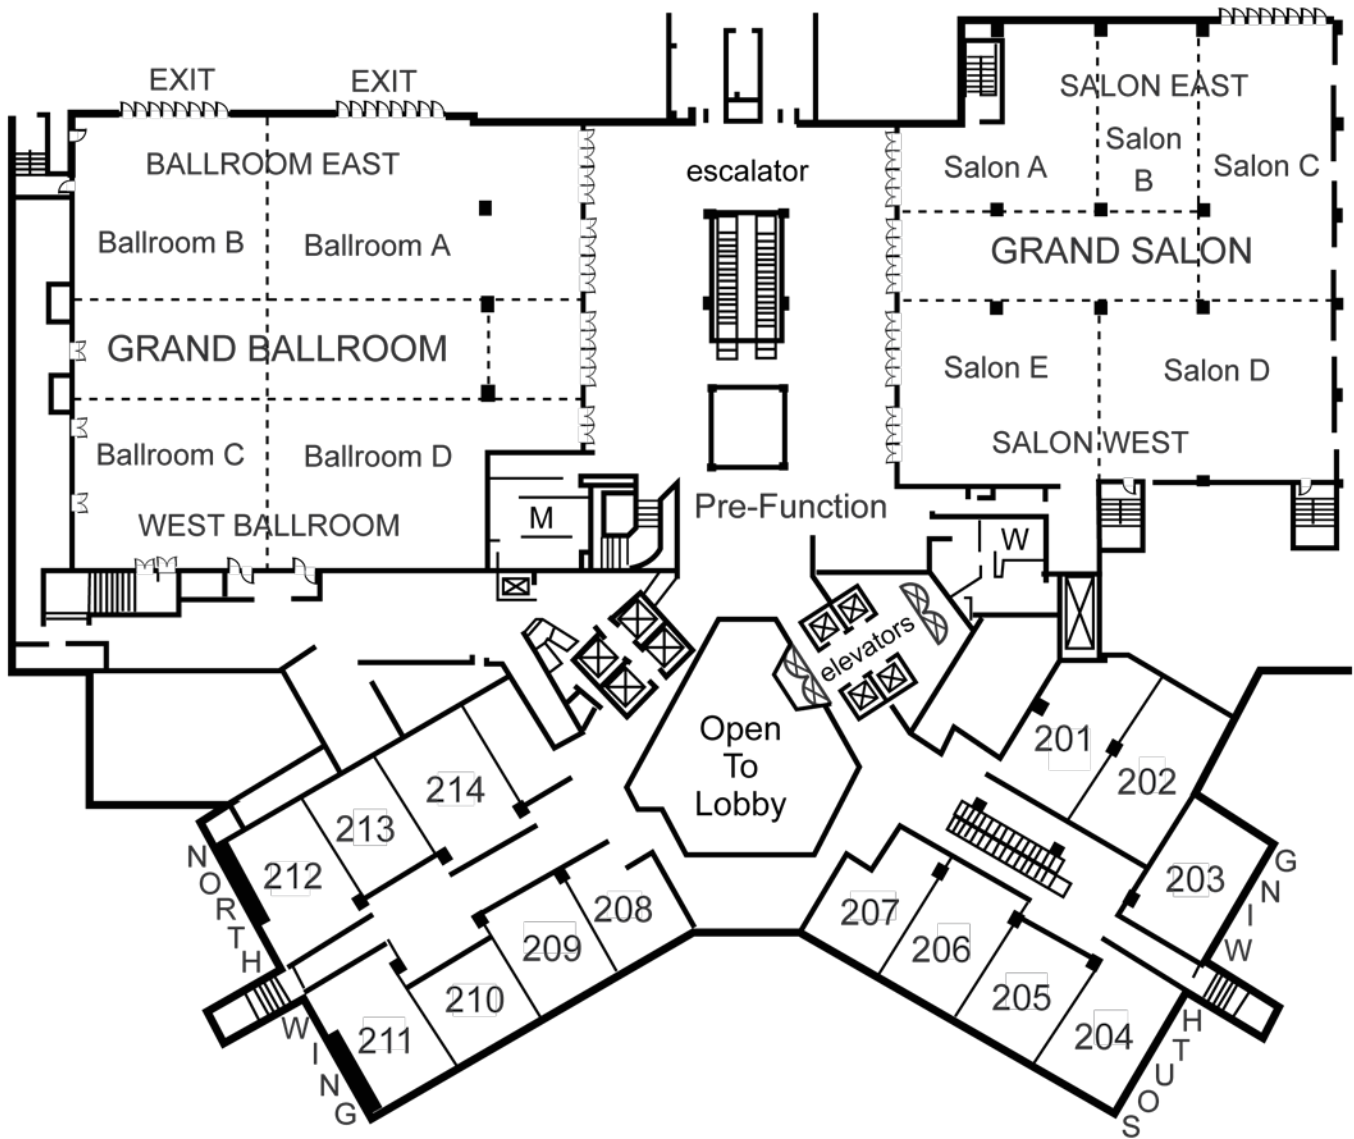 EXIT
EXIT
BALLROOM EAST
Ballroom B
Ballroom A
GRAND BALLROOM
Ballroom C
Ballroom D
WEST BALLROOM
M
escalator
Pre-Function
SALON EAST
Salon A
Salon
B
Salon C
GRAND SALON
Salon E
Salon D
SALON WEST
W
elevators
Open
To
Lobby
201
202
203
204
205
206
207
208
209
210
211
212
213
214
NORTH
WING
SOUTH
WING